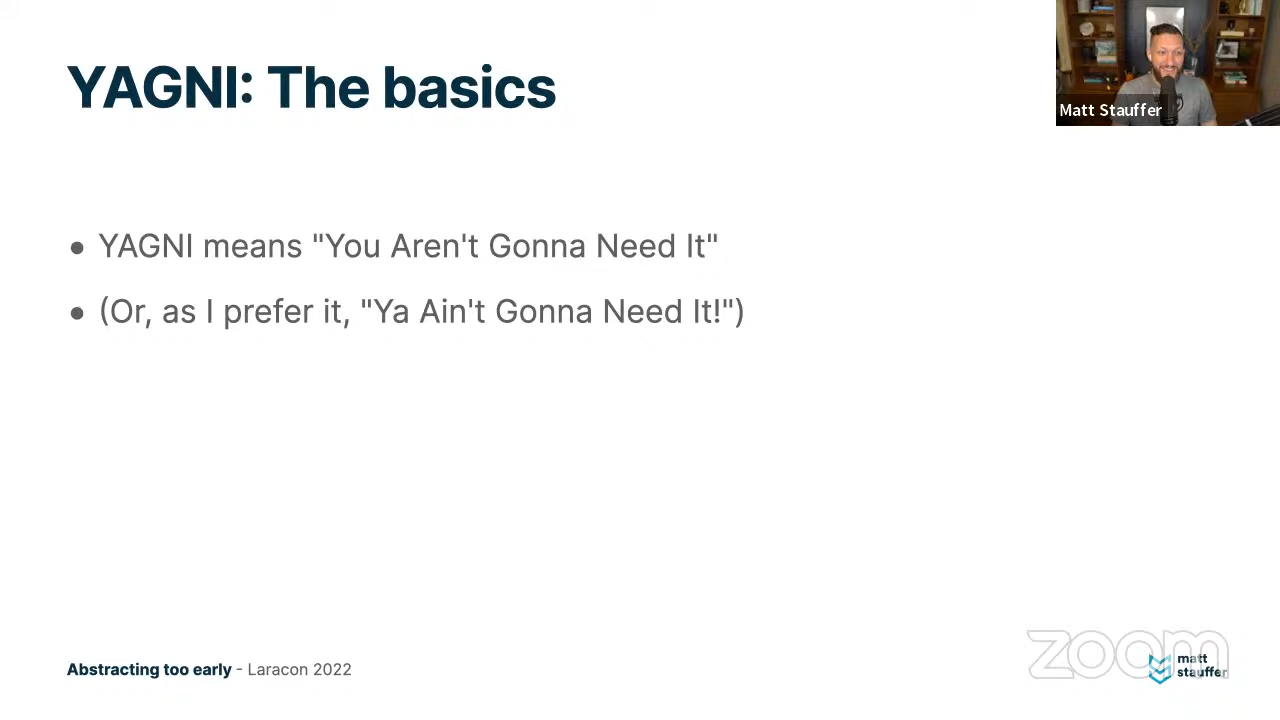 YAGNI: The basics
Matt Stauffer
● YAGNI means "You Aren't Gonna Need It"
● (Or, as I prefer it, "Ya Ain't Gonna Need It!")
Abstracting too early - Laracon 2022
zoom
matt
stauffer